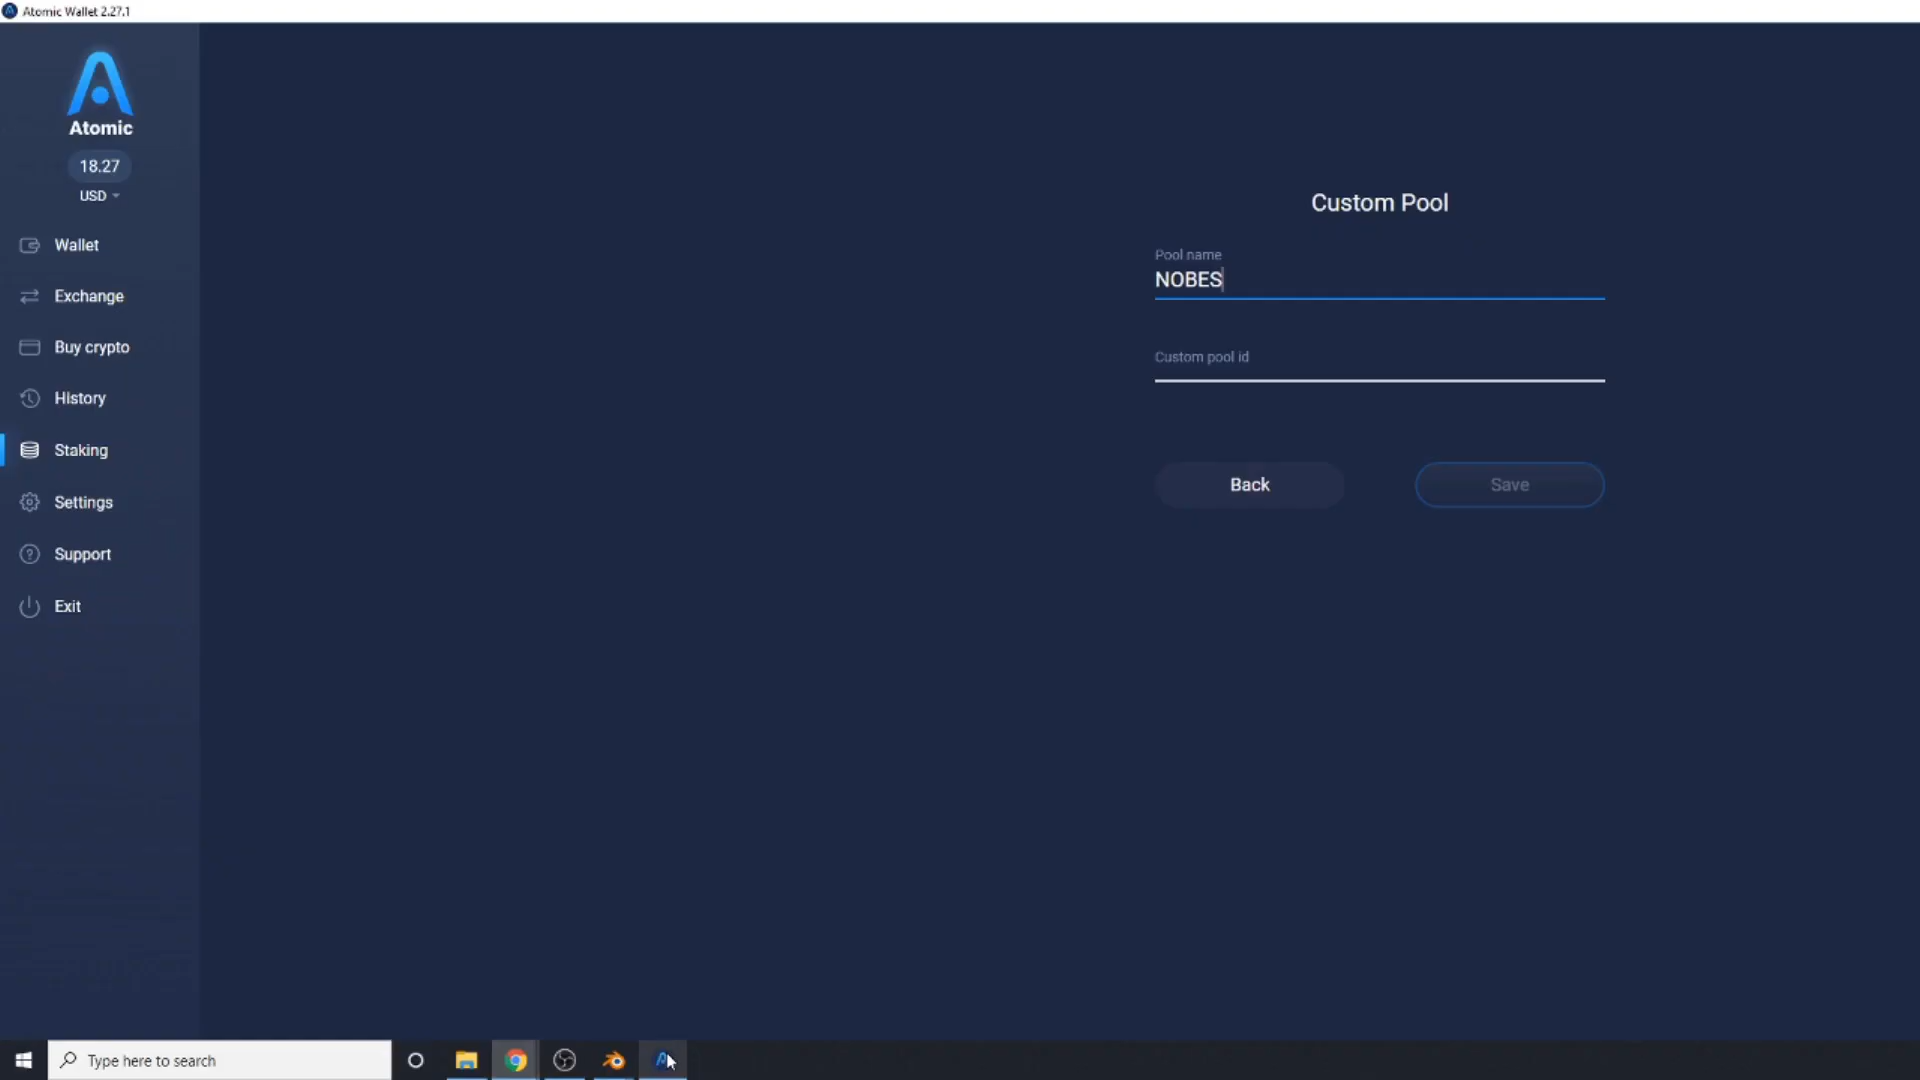 Atomic Wallet 2.27.1
Atomic
18.27
USD
Wallet
Exchange
Buy crypto
History
Staking
Settings
Support
Exit
Custom Pool
Pool name
NOBES
Custom pool id
Back
Save
Type here to search